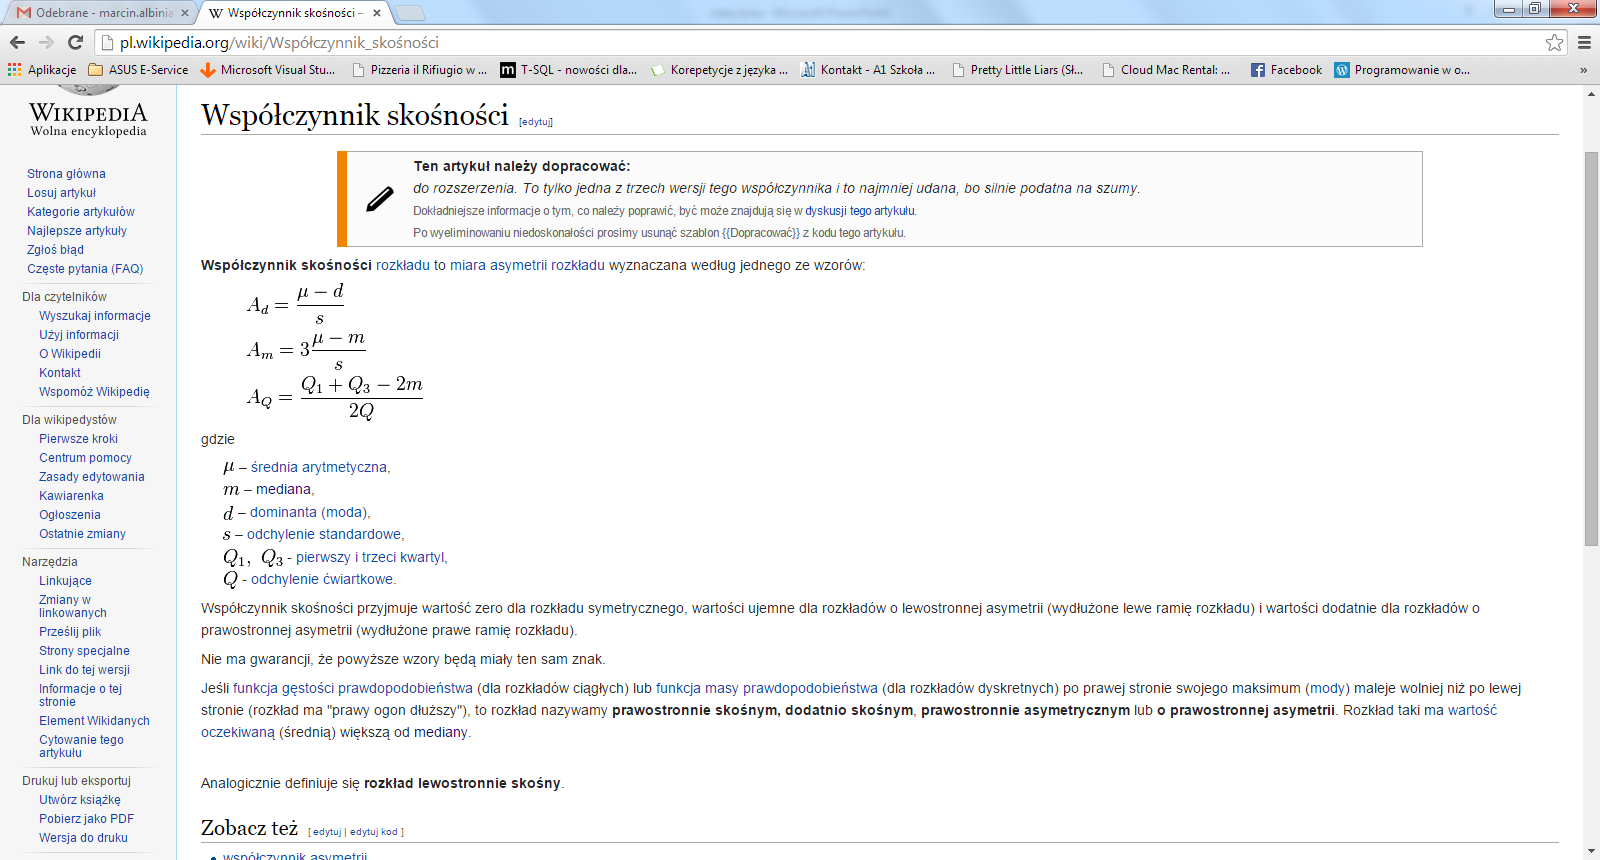 Odebrane - marcin.albinia
Współczynnik skośności –
pl.wikipedia.org/wiki/Współczynnik_skośności
Aplikacje ASUS E-Service Microsoft Visual Stu... Pizzeria il Rifiugio w ... T-SQL - nowości dla... Korepetycje z języka ... Kontakt - A1 Szkoła ... Pretty Little Liars (Sł... Cloud Mac Rental: ... Facebook Programowanie w o... »
WIKIPEDIA
Wolna encyklopedia
Strona główna
Losuj artykuł
Kategorie artykułów
Najlepsze artykuły
Zgłoś błąd
Częste pytania (FAQ)
Dla czytelników
Wyszukaj informacje
Użyj informacji
O Wikipedii
Kontakt
Wspomóż Wikipedię
Dla wikipedystów
Pierwsze kroki
Centrum pomocy
Zasady edytowania
Kawiarenka
Ogłoszenia
Ostatnie zmiany
Narzędzia
Linkujące
Zmiany w
linkowanych
Prześlij plik
Strony specjalne
Link do tej wersji
Informacje o tej
stronie
Element Wikidanych
Cytowanie tego
artykułu
Drukuj lub eksportuj
Utwórz książkę
Pobierz jako PDF
Wersja do druku
Współczynnik skośności [edytuj]
Ten artykuł należy dopracować:
do rozszerzenia. To tylko jedna z trzech wersji tego współczynnika i to najmniej udana, bo silnie podatna na szumy.
Dokładniejsze informacje o tym, co należy poprawić, być może znajdują się w dyskusji tego artykułu.
Po wyeliminowaniu niedoskonałości prosimy usunąć szablon {{Dopracować}} z kodu tego artykułu.
Współczynnik skośności rozkładu to miara asymetrii rozkładu wyznaczana według jednego ze wzorów:
A_d = (μ − d) / s
A_m = 3 (μ − m) / s
A_Q = (Q₁ + Q₃ − 2m) / 2Q
gdzie
μ – średnia arytmetyczna,
m – mediana,
d – dominanta (moda),
s – odchylenie standardowe,
Q₁, Q₃ - pierwszy i trzeci kwartyl,
Q - odchylenie ćwiartkowe.
Współczynnik skośności przyjmuje wartość zero dla rozkładu symetrycznego, wartości ujemne dla rozkładów o lewostronnej asymetrii (wydłużone lewe ramię rozkładu) i wartości dodatnie dla rozkładów o
prawostronnej asymetrii (wydłużone prawe ramię rozkładu).
Nie ma gwarancji, że powyższe wzory będą miały ten sam znak.
Jeśli funkcja gęstości prawdopodobieństwa (dla rozkładów ciągłych) lub funkcja masy prawdopodobieństwa (dla rozkładów dyskretnych) po prawej stronie swojego maksimum (mody) maleje wolniej niż po lewej
stronie (rozkład ma "prawy ogon dłuższy"), to rozkład nazywamy prawostronnie skośnym, dodatnio skośnym, prawostronnie asymetrycznym lub o prawostronnej asymetrii. Rozkład taki ma wartość
oczekiwaną (średnią) większą od mediany.
Analogicznie definiuje się rozkład lewostronnie skośny.
Zobacz też [ edytuj | edytuj kod ]
współczynnik asymetrii